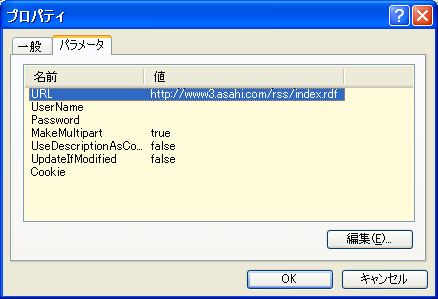 プロパティ
一般 パラメータ
名前 値
URL http://www3.asahi.com/rss/index.rdf
UserName
Password
MakeMultipart true
UseDescriptionAsCo... false
UpdateIfModified false
Cookie
編集(E)...
OK キャンセル